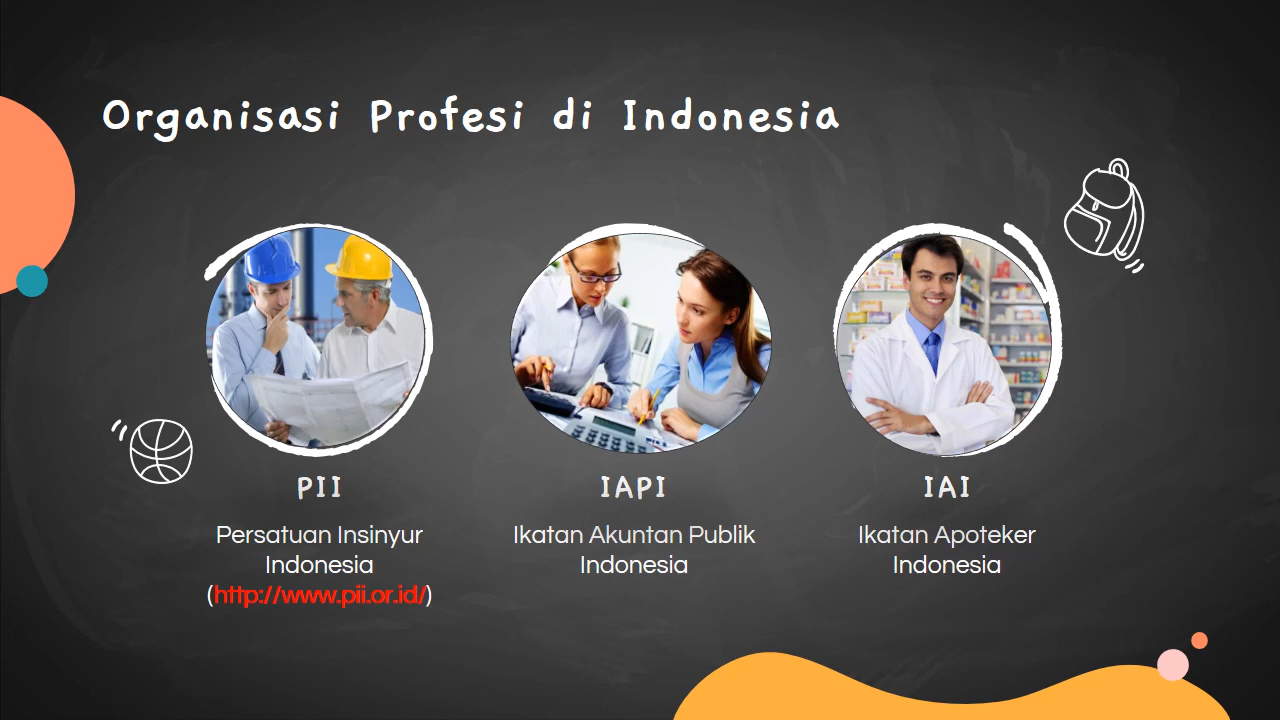 Organisasi Profesi di Indonesia
PII
Persatuan Insinyur
Indonesia
(http://www.pii.or.id/)
IAPI
Ikatan Akuntan Publik
Indonesia
IAI
Ikatan Apoteker
Indonesia